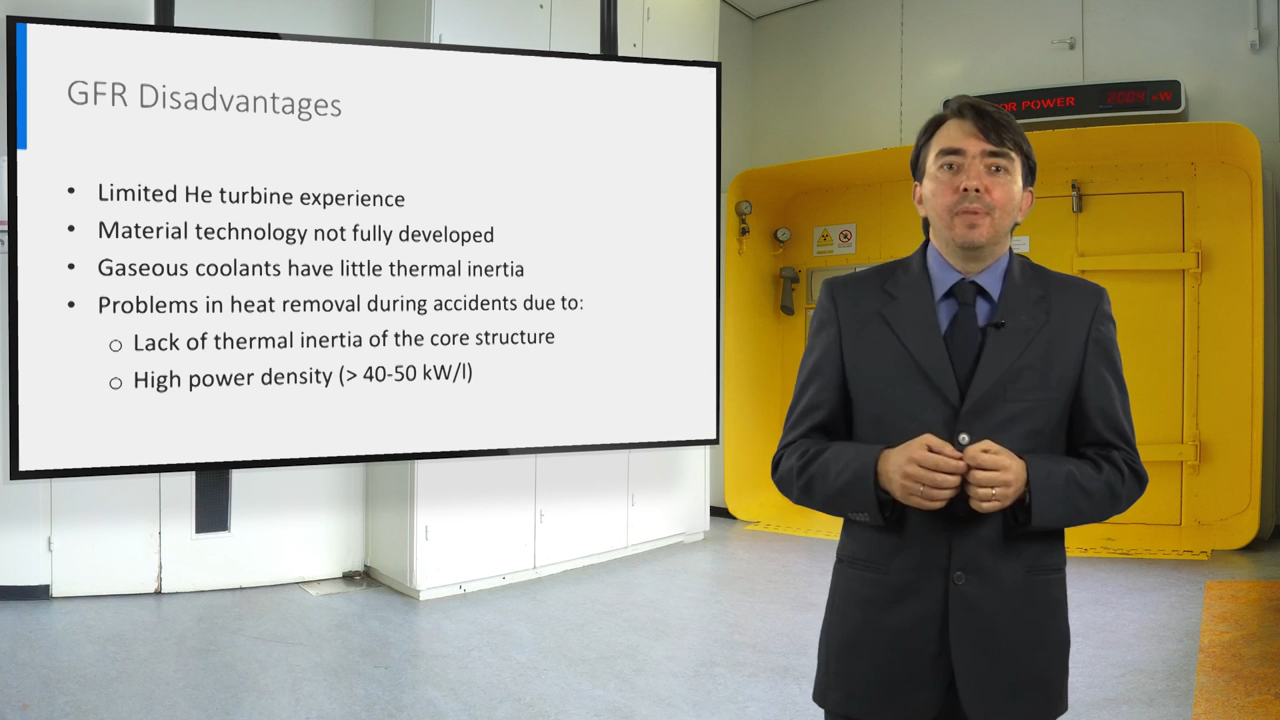 GFR Disadvantages
• Limited He turbine experience
• Material technology not fully developed
• Gaseous coolants have little thermal inertia
• Problems in heat removal during accidents due to:
o Lack of thermal inertia of the core structure
o High power density (> 40-50 kW/l)
OR POWER 2004 kW